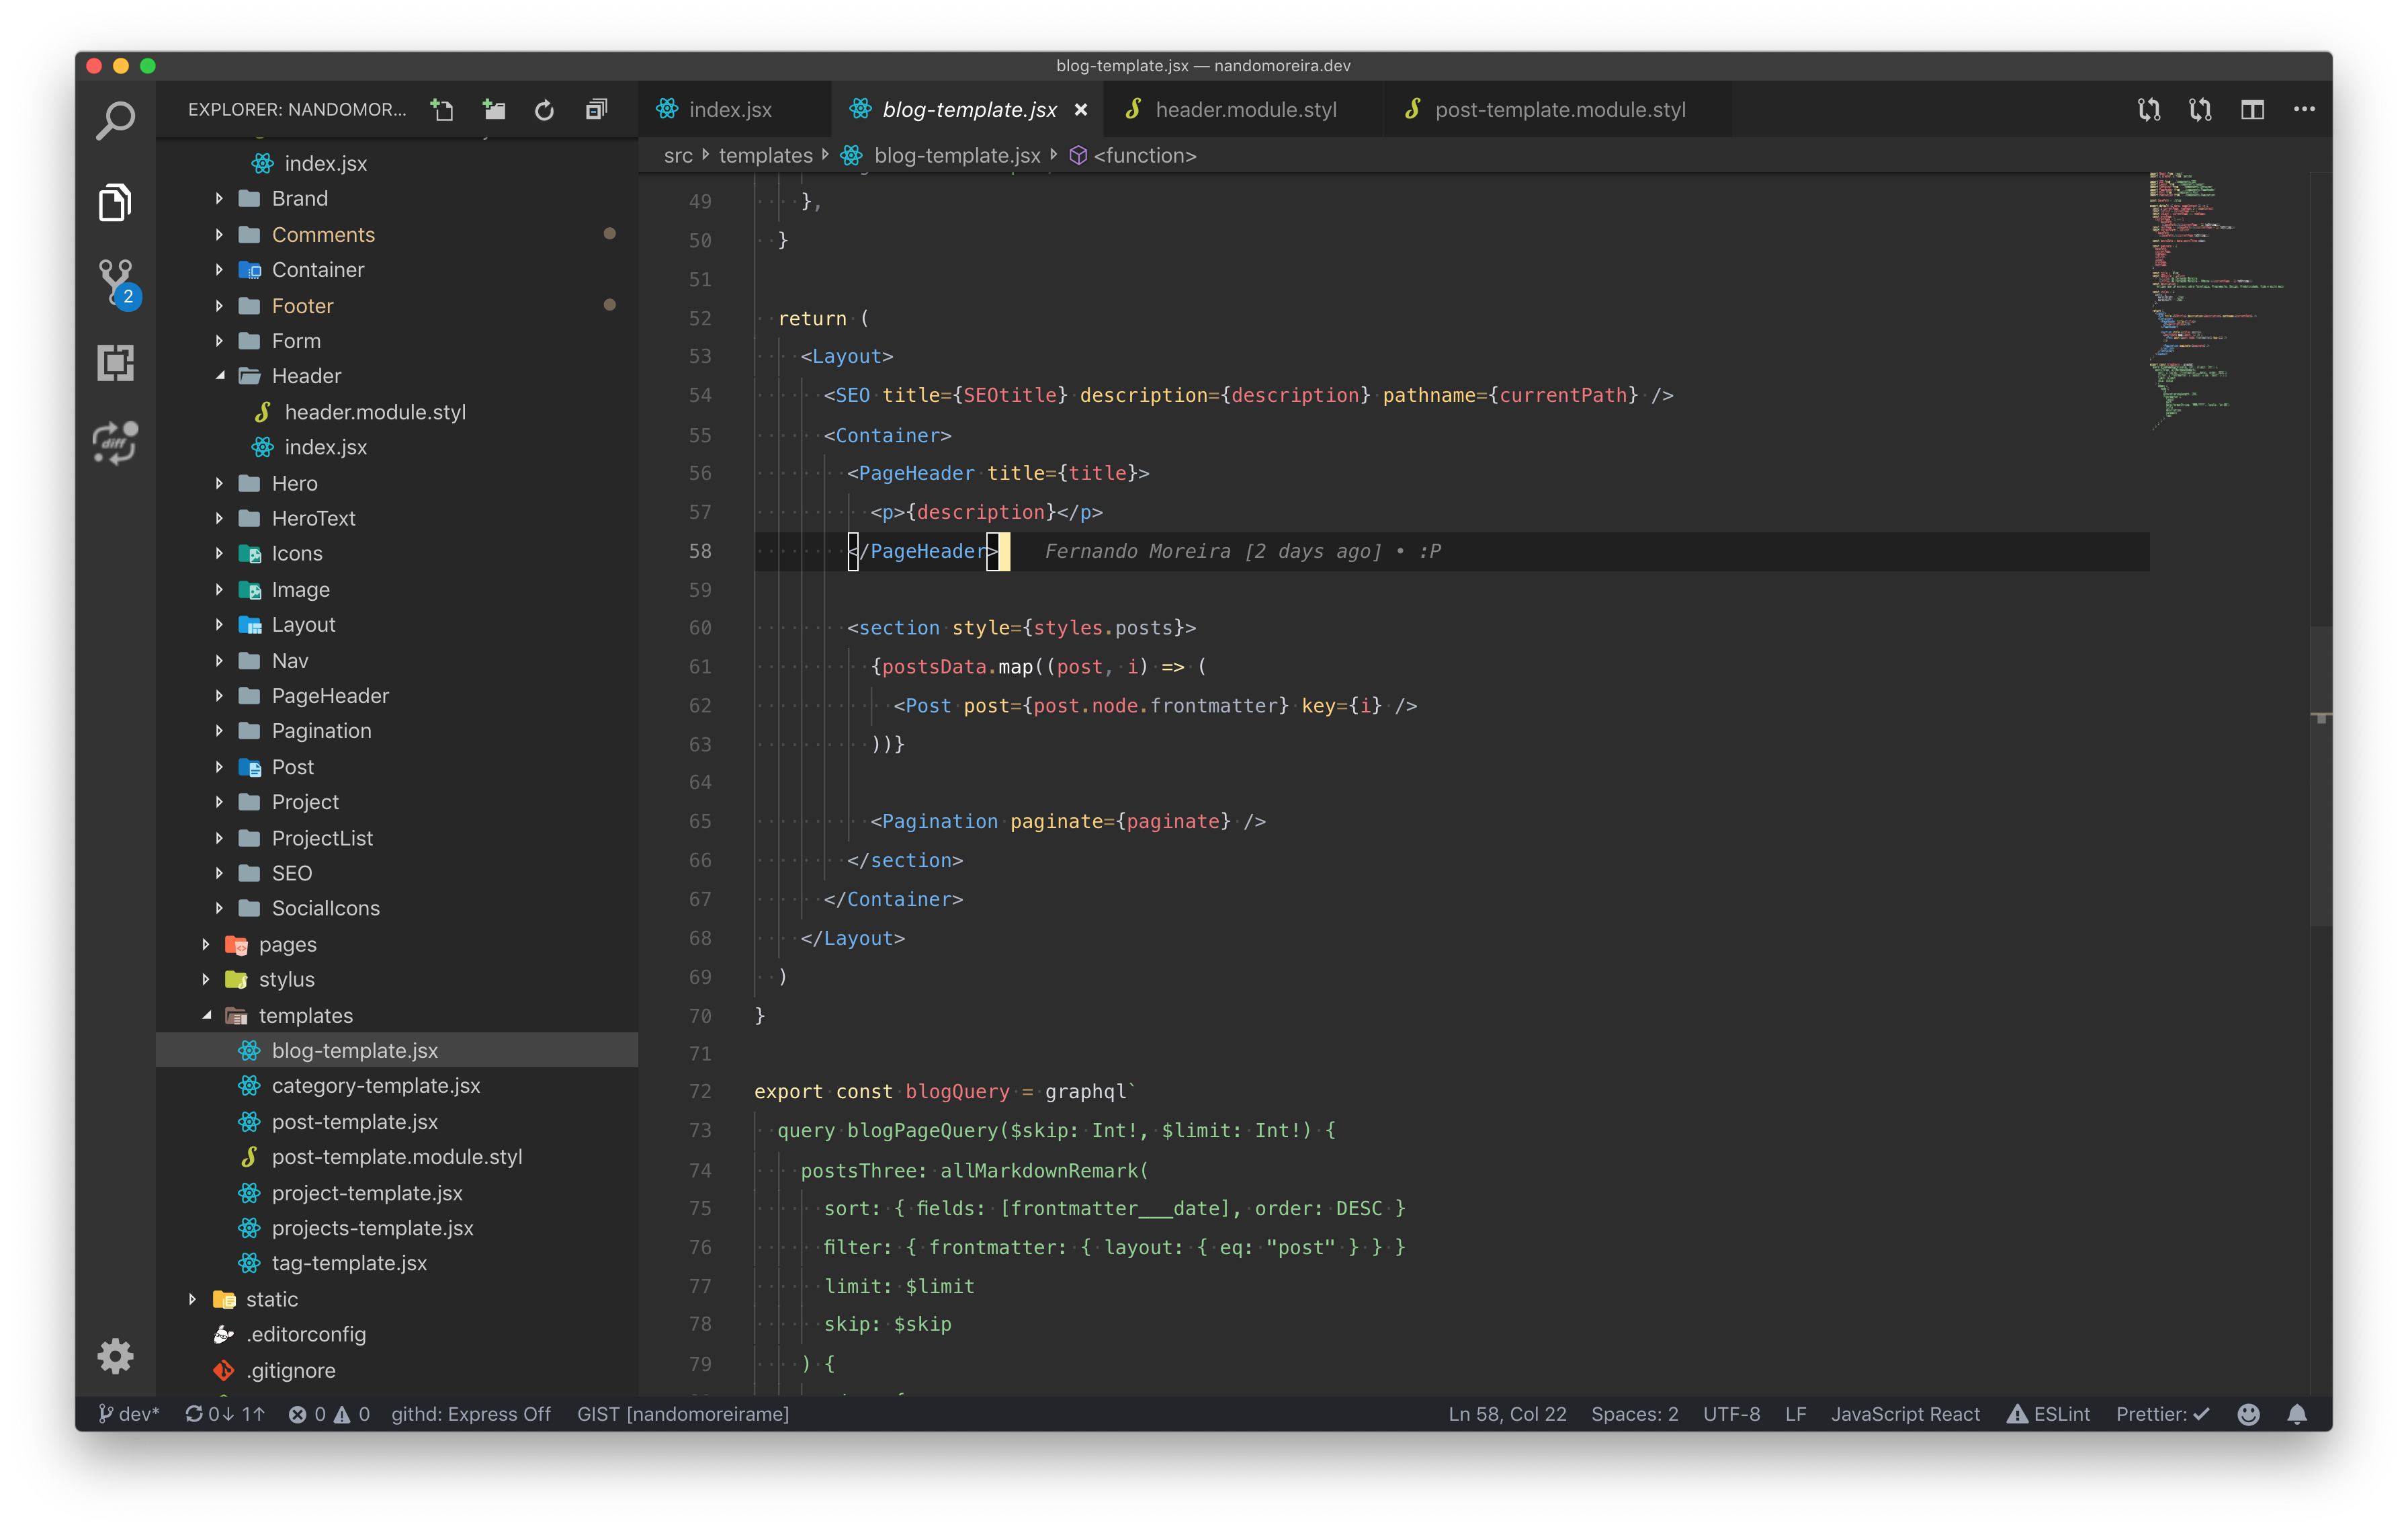 blog-template.jsx — nandomoreira.dev
EXPLORER: NANDOMOR...
index.jsx
Brand
Comments
Container
Footer
Form
Header
header.module.styl
index.jsx
Hero
HeroText
Icons
Image
Layout
Nav
PageHeader
Pagination
Post
Project
ProjectList
SEO
SocialIcons
pages
stylus
templates
blog-template.jsx
category-template.jsx
post-template.jsx
post-template.module.styl
project-template.jsx
projects-template.jsx
tag-template.jsx
static
.editorconfig
.gitignore
2
diff
index.jsx
blog-template.jsx
header.module.styl
post-template.module.styl
src templates blog-template.jsx <function>
49 },
50 }
51
52 return (
53 <Layout>
54 <SEO title={SEOtitle} description={description} pathname={currentPath} />
55 <Container>
56 <PageHeader title={title}>
57 <p>{description}</p>
58 </PageHeader> Fernando Moreira [2 days ago] • :P
59
60 <section style={styles.posts}>
61 {postsData.map((post, i) => (
62 <Post post={post.node.frontmatter} key={i} />
63 ))}
64
65 <Pagination paginate={paginate} />
66 </section>
67 </Container>
68 </Layout>
69 )
70 }
71
72 export const blogQuery = graphql`
73 query blogPageQuery($skip: Int!, $limit: Int!) {
74 postsThree: allMarkdownRemark(
75 sort: { fields: [frontmatter___date], order: DESC }
76 filter: { frontmatter: { layout: { eq: "post" } } }
77 limit: $limit
78 skip: $skip
79 ) {
dev* 0↓ 1↑ 0 0 githd: Express Off GIST [nandomoreirame] Ln 58, Col 22 Spaces: 2 UTF-8 LF JavaScript React ESLint Prettier: ✓